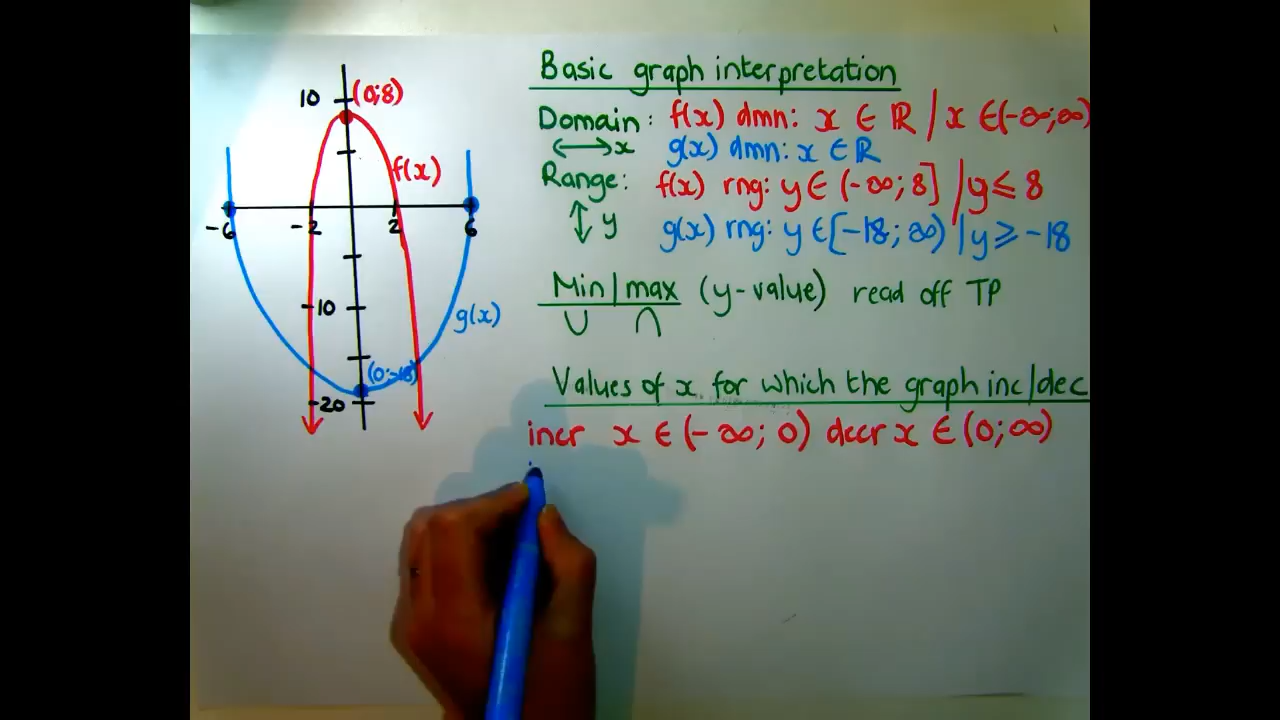 Basic graph interpretation
Domain: f(x) dmn: x ∈ ℝ / x ∈ (-∞;∞)
↔ x g(x) dmn: x ∈ ℝ
Range: f(x) rng: y ∈ (-∞; 8] | y ≤ 8
↕ y g(x) rng: y ∈ [-18; ∞) | y ≥ -18
Min/max (y-value) read off TP
∪ ∩
Values of x for which the graph inc/dec
incr x ∈ (-∞; 0) decr x ∈ (0; ∞)
10
(0;8)
f(x)
-6 -2 2 6
-10
g(x)
(0;-18)
-20